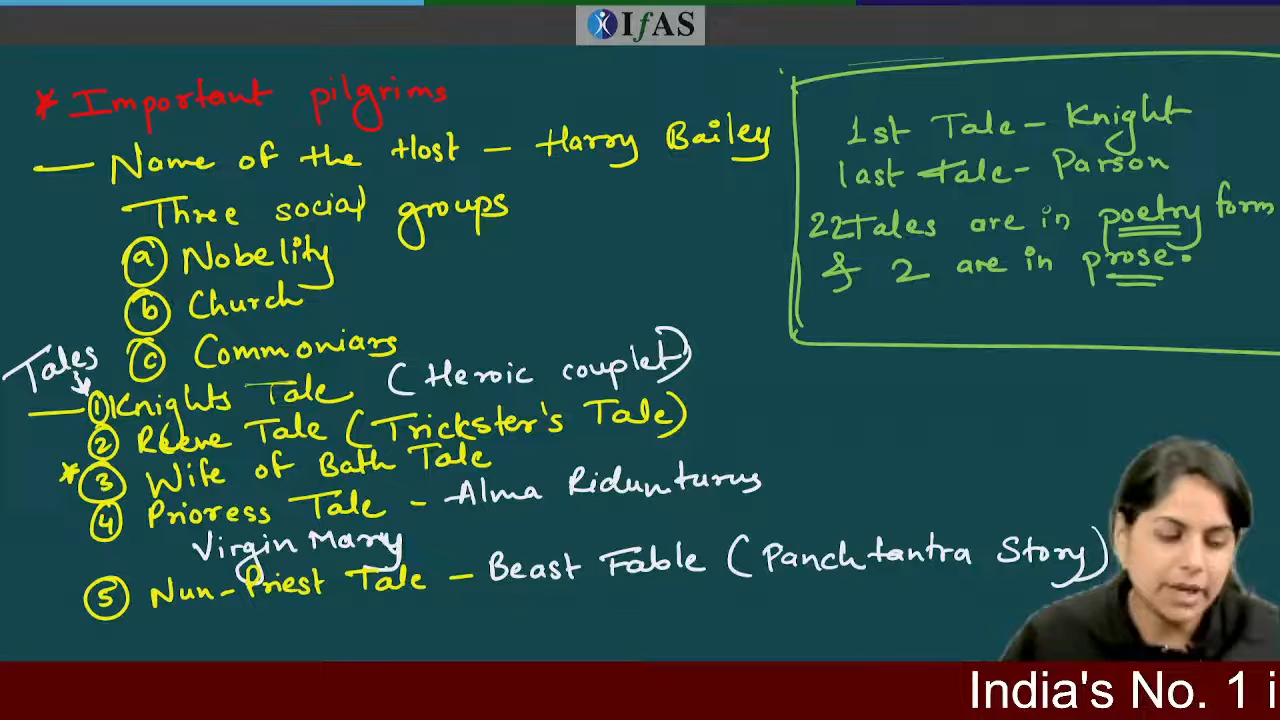 IfAS
* Important pilgrims
— Name of the Host - Harry Bailey
Three social groups
(a) Nobelity
(b) Church
(c) Commoniars
Tales
— (1) Knights Tale (Heroic couplet)
(2) Reeve Tale (Trickster's Tale)
* (3) Wife of Bath Tale
(4) Prioress Tale - Alma Ridumturus
Virgin Mary
(5) Nun-Priest Tale - Beast Fable (Panchtantra Story)
1st Tale - Knight
last Tale - Parson
22 Tales are in poetry form
& 2 are in prose.
India's No. 1 i